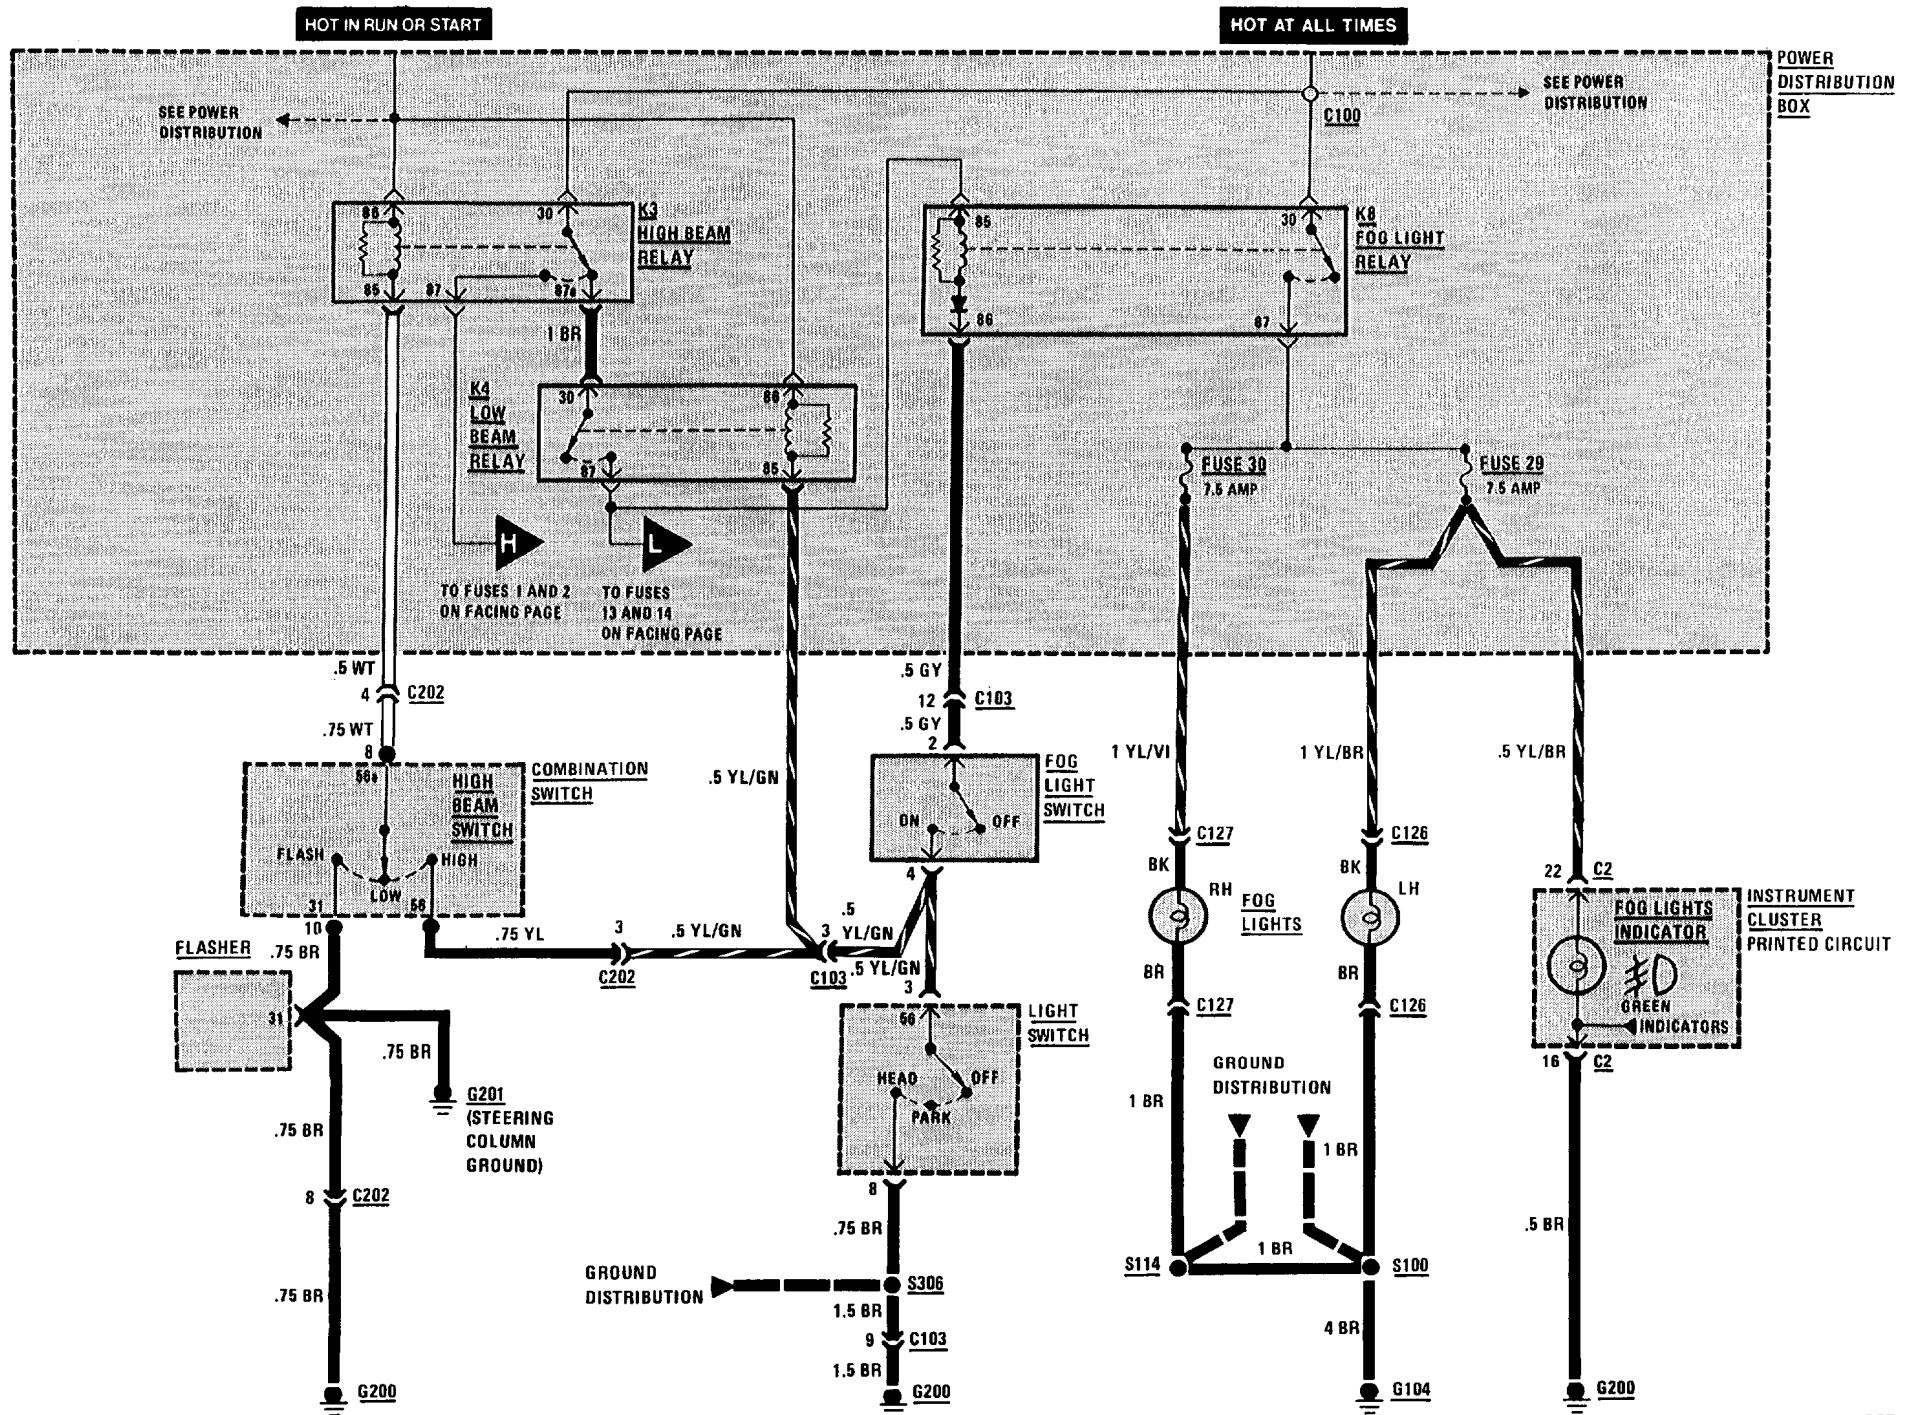 HOT IN RUN OR START
HOT AT ALL TIMES
POWER
DISTRIBUTION
BOX
SEE POWER
DISTRIBUTION
SEE POWER
DISTRIBUTION
C100
86
30
K3
HIGH BEAM
RELAY
85
87
87a
85
30
K8
FOG LIGHT
RELAY
86
87
1 BR
K4
LOW
BEAM
RELAY
30
86
87
85
FUSE 30
7.5 AMP
FUSE 29
7.5 AMP
H
L
TO FUSES 1 AND 2
ON FACING PAGE
TO FUSES
13 AND 14
ON FACING PAGE
.5 WT
4
C202
.75 WT
8
.5 GY
12
C103
.5 GY
2
1 YL/VI
1 YL/BR
.5 YL/BR
.5 YL/GN
56a
HIGH
BEAM
SWITCH
COMBINATION
SWITCH
FLASH
LOW
HIGH
31
56
10
FOG
LIGHT
SWITCH
ON
OFF
4
C127
BK
RH
FOG
LIGHTS
BR
C127
C126
BK
LH
BR
C126
22
C2
FOG LIGHTS
INDICATOR
GREEN
INDICATORS
INSTRUMENT
CLUSTER
PRINTED CIRCUIT
16
C2
FLASHER
.75 BR
31
.75 YL
3
C202
.5 YL/GN
3
C103
.5
YL/GN
.5 YL/GN
3
56
LIGHT
SWITCH
HEAD
OFF
PARK
8
.75 BR
G201
(STEERING
COLUMN
GROUND)
.75 BR
8
C202
.75 BR
G200
.75 BR
GROUND
DISTRIBUTION
S306
1.5 BR
9
C103
1.5 BR
G200
GROUND
DISTRIBUTION
1 BR
1 BR
S114
1 BR
S100
4 BR
G104
.5 BR
G200